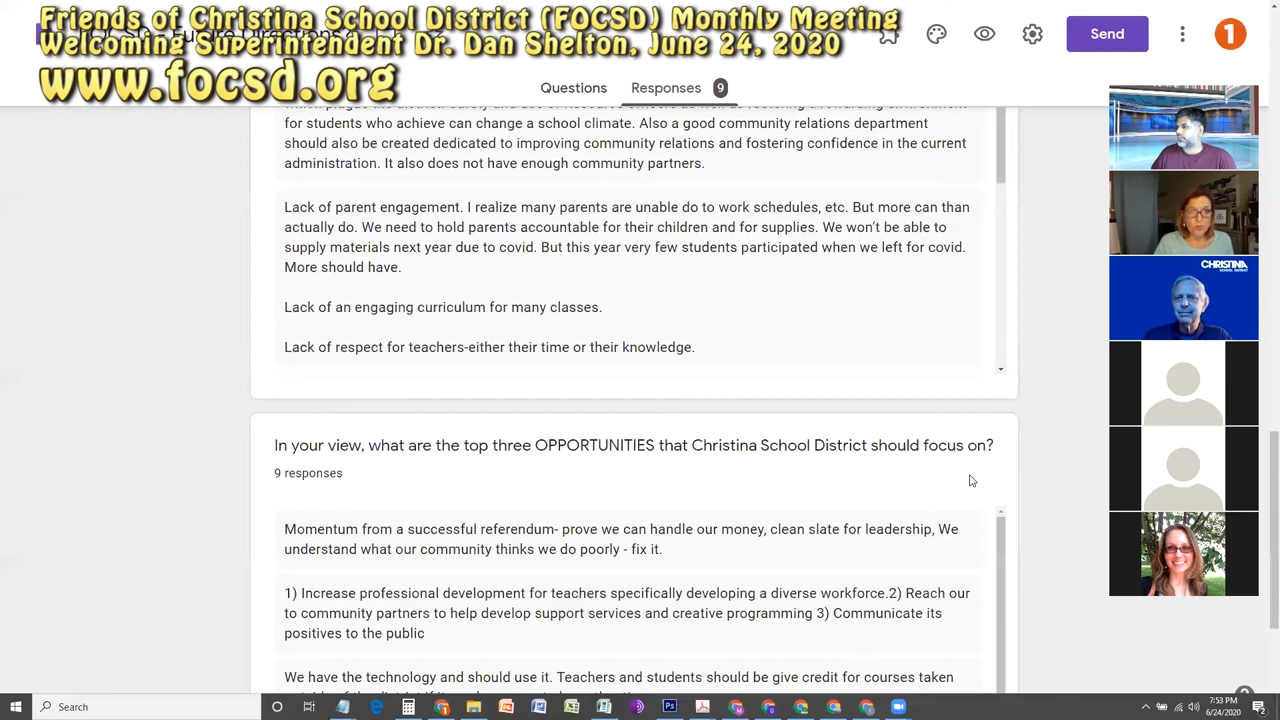 Friends of Christina School District (FOCSD) Monthly Meeting
Welcoming Superintendent Dr. Dan Shelton, June 24, 2020
www.focsd.org
Send
1
Questions
Responses 9
for students who achieve can change a school climate. Also a good community relations department
should also be created dedicated to improving community relations and fostering confidence in the current
administration. It also does not have enough community partners.
Lack of parent engagement. I realize many parents are unable do to work schedules, etc. But more can than
actually do. We need to hold parents accountable for their children and for supplies. We won't be able to
supply materials next year due to covid. But this year very few students participated when we left for covid.
More should have.
Lack of an engaging curriculum for many classes.
Lack of respect for teachers-either their time or their knowledge.
CHRISTINA
SCHOOL DISTRICT
In your view, what are the top three OPPORTUNITIES that Christina School District should focus on?
9 responses
Momentum from a successful referendum- prove we can handle our money, clean slate for leadership, We
understand what our community thinks we do poorly - fix it.
1) Increase professional development for teachers specifically developing a diverse workforce.2) Reach our
to community partners to help develop support services and creative programming 3) Communicate its
positives to the public
We have the technology and should use it. Teachers and students should be give credit for courses taken
Search
7:53 PM
6/24/2020